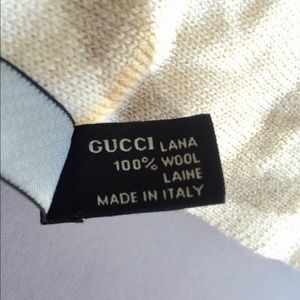 GUCCI LANA
100% WOOL
LAINE
MADE IN ITALY